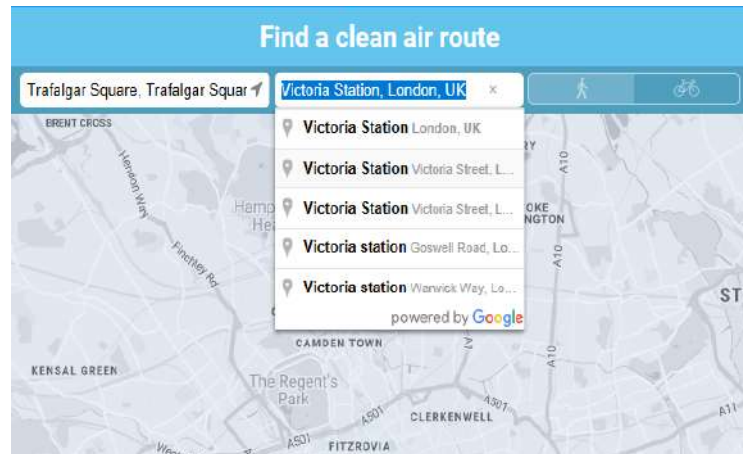 Find a clean air route
Trafalgar Square, Trafalgar Squar
Victoria Station, London, UK ×
Victoria Station London, UK
Victoria Station Victoria Street, L...
Victoria Station Victoria Street, L...
Victoria station Goswell Road, Lo...
Victoria station Warwick Way, Lo...
powered by Google
BRENT CROSS
Hendon Way
Finchley Rd
A10
A10
A10
CAMDEN TOWN
KENSAL GREEN
The Regent's
Park
A501
A501
A501
CLERKENWELL
FITZROVIA
A11